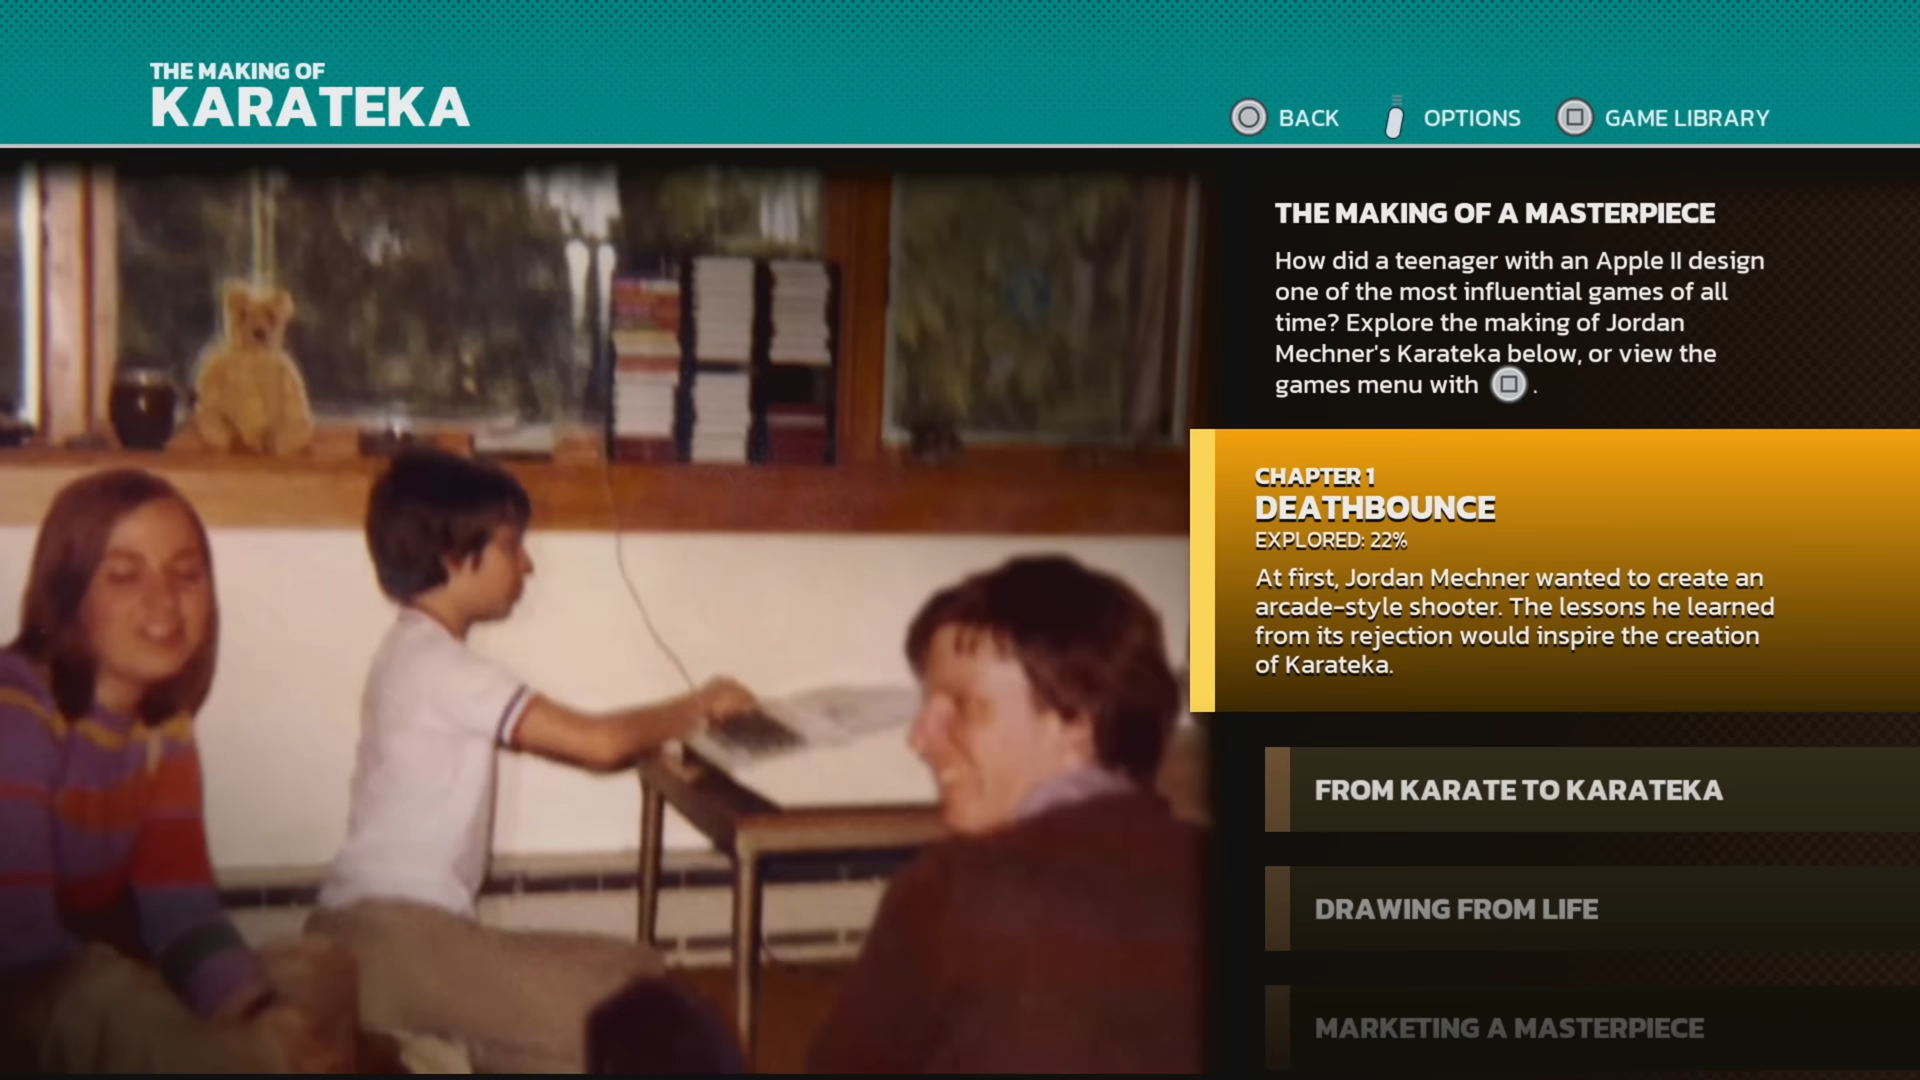 THE MAKING OF
KARATEKA
BACK
OPTIONS
GAME LIBRARY
THE MAKING OF A MASTERPIECE
How did a teenager with an Apple II design
one of the most influential games of all
time? Explore the making of Jordan
Mechner's Karateka below, or view the
games menu with .
CHAPTER 1
DEATHBOUNCE
EXPLORED: 22%
At first, Jordan Mechner wanted to create an
arcade-style shooter. The lessons he learned
from its rejection would inspire the creation
of Karateka.
FROM KARATE TO KARATEKA
DRAWING FROM LIFE
MARKETING A MASTERPIECE